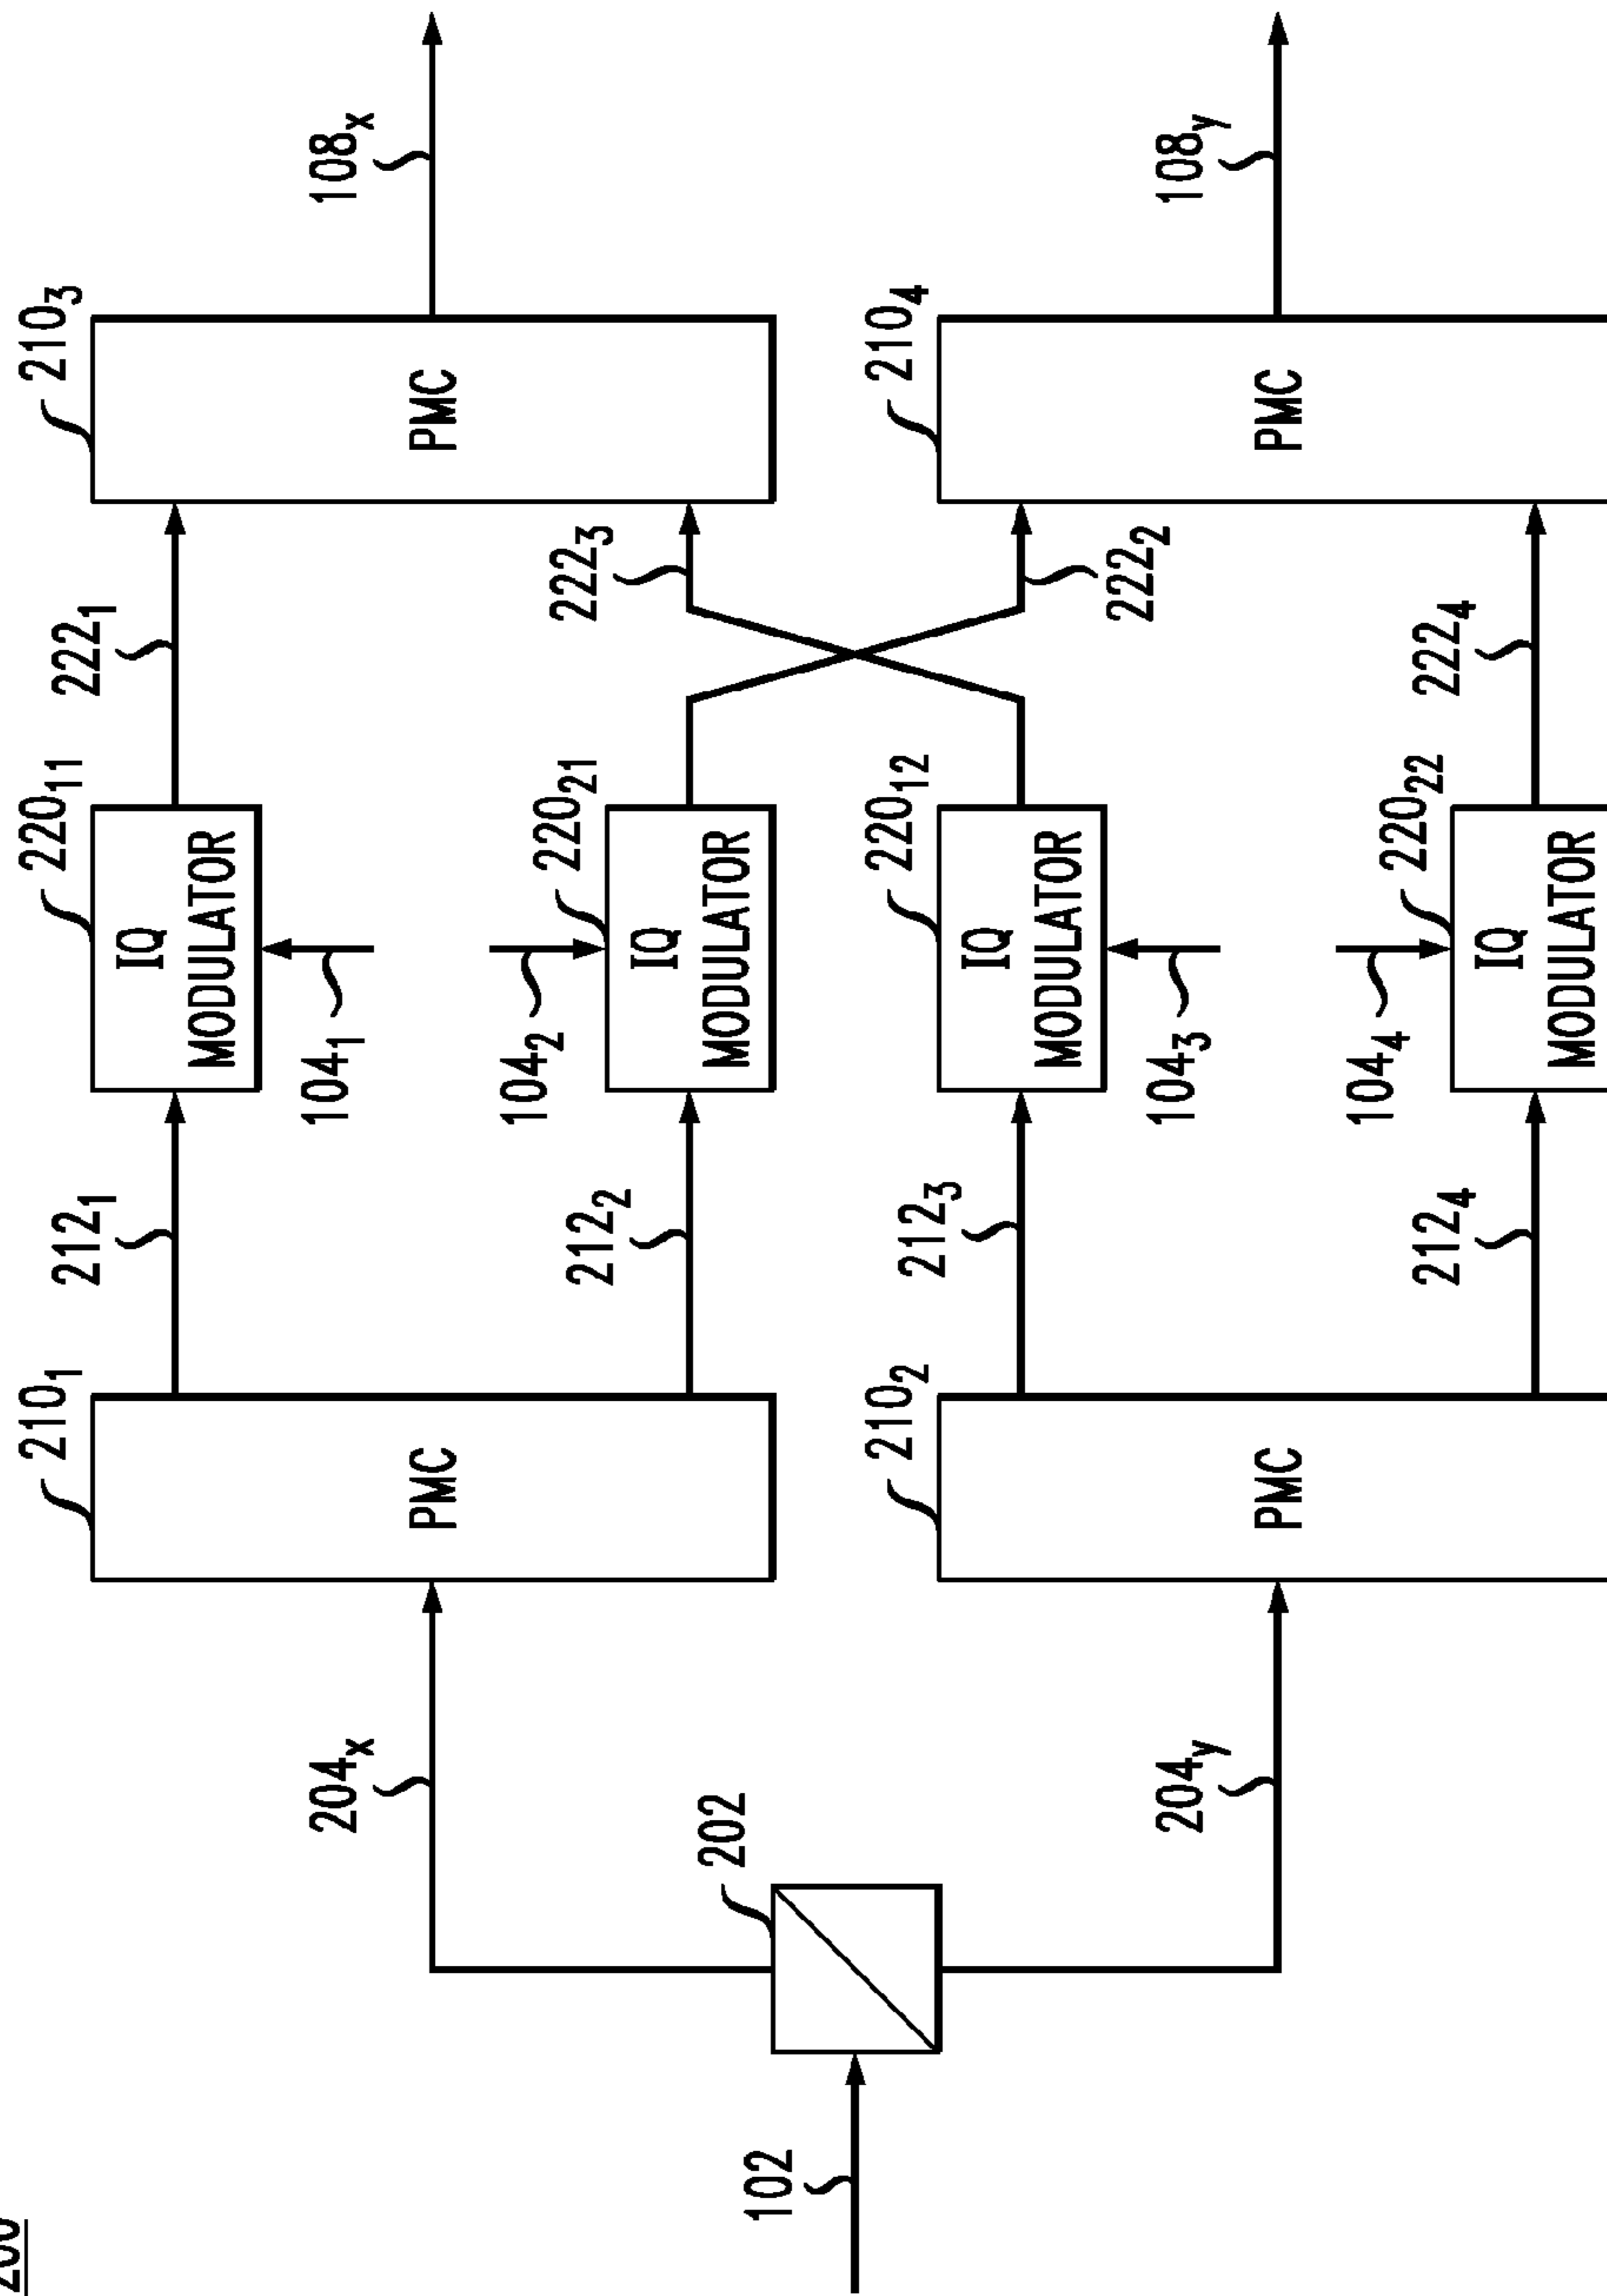 200
102
202
204x
204y
210₁
PMC
210₂
PMC
212₁
212₂
212₃
212₄
220₁₁
IQ
MODULATOR
104₁
104₂
220₂₁
IQ
MODULATOR
220₁₂
IQ
MODULATOR
104₃
104₄
220₂₂
IQ
MODULATOR
222₁
222₃
222₂
222₄
210₃
PMC
210₄
PMC
108x
108y